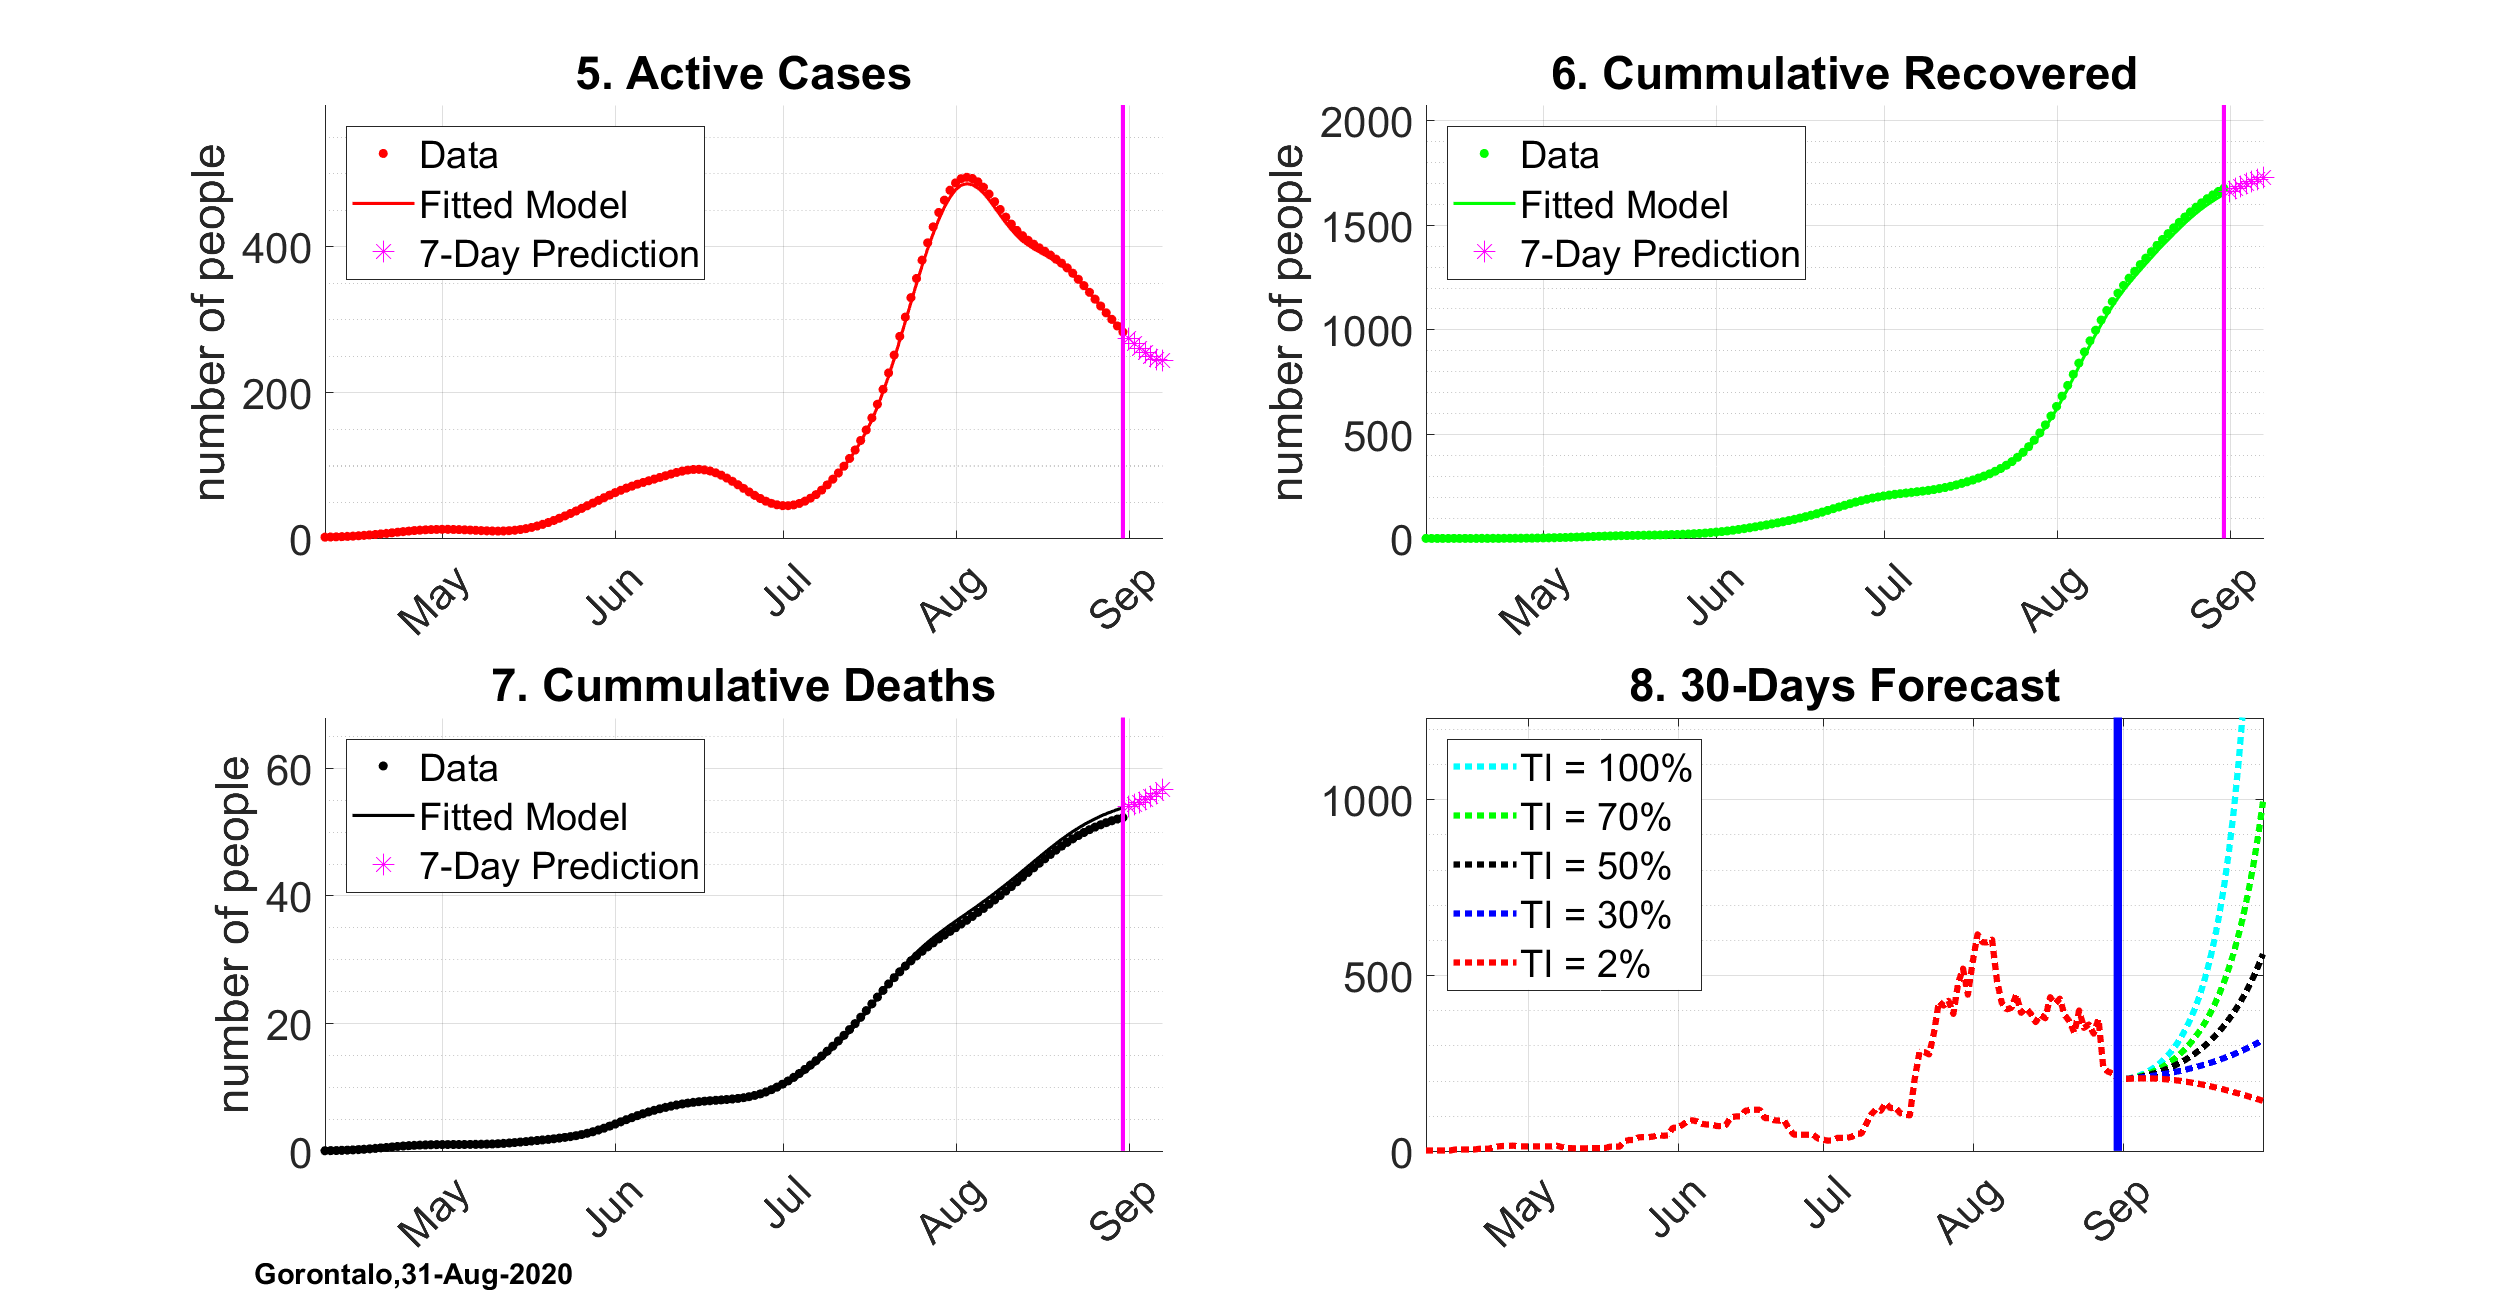 5. Active Cases
number of people
400
200
0
Data
Fitted Model
7-Day Prediction
May
Jun
Jul
Aug
Sep
6. Cummulative Recovered
number of people
2000
1500
1000
500
0
Data
Fitted Model
7-Day Prediction
May
Jun
Jul
Aug
Sep
7. Cummulative Deaths
number of people
60
40
20
0
Data
Fitted Model
7-Day Prediction
May
Jun
Jul
Aug
Sep
8. 30-Days Forecast
1000
500
0
TI = 100%
TI = 70%
TI = 50%
TI = 30%
TI = 2%
May
Jun
Jul
Aug
Sep
Gorontalo,31-Aug-2020